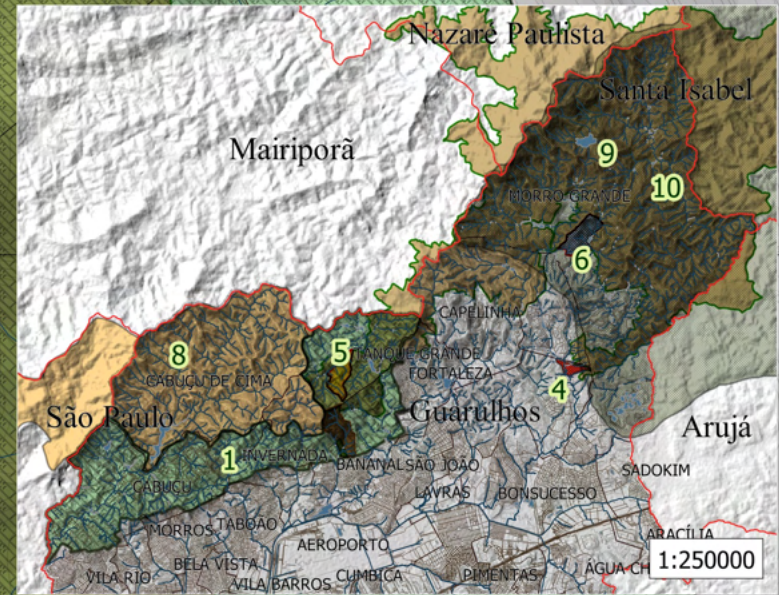 Nazaré Paulista
Santa Isabel
Mairiporã
9
10
MORRO GRANDE
6
CAPELINHA
8
5
TANQUE GRANDE
CABUÇU DE CIMA
FORTALEZA
4
São Paulo
Guarulhos
Arujá
1
INVERNADA
BANANAL
SÃO JOÃO
SADOKIM
CABUÇU
LAVRAS
BONSUCESSO
MORROS
TABOÃO
ARACÍLIA
AEROPORTO
BELA VISTA
1:250000
VILA RIO
VILA BARROS
CUMBICA
PIMENTAS
ÁGUA